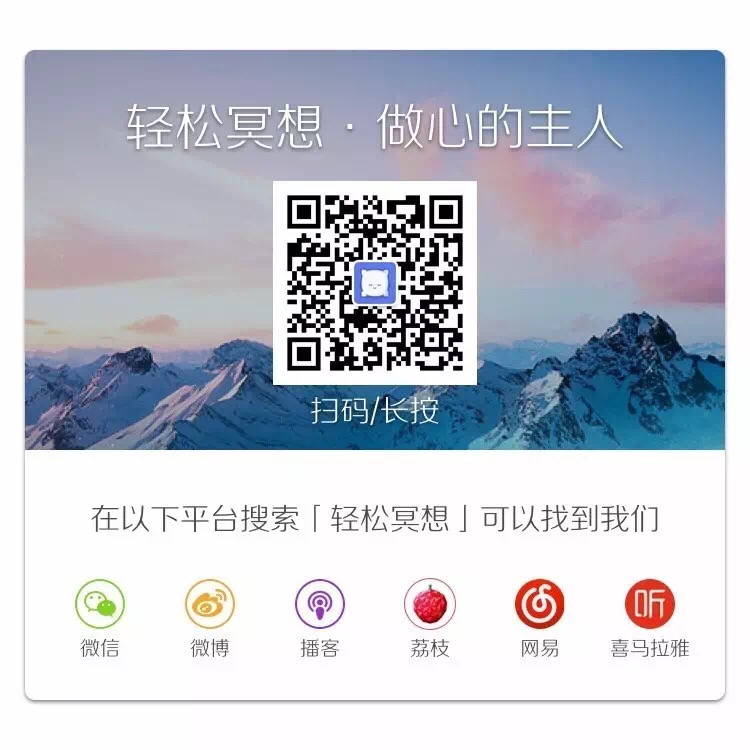 轻松冥想·做心的主人
扫码/长按
在以下平台搜索「轻松冥想」可以找到我们
微信 微博 播客 荔枝 网易 喜马拉雅
听